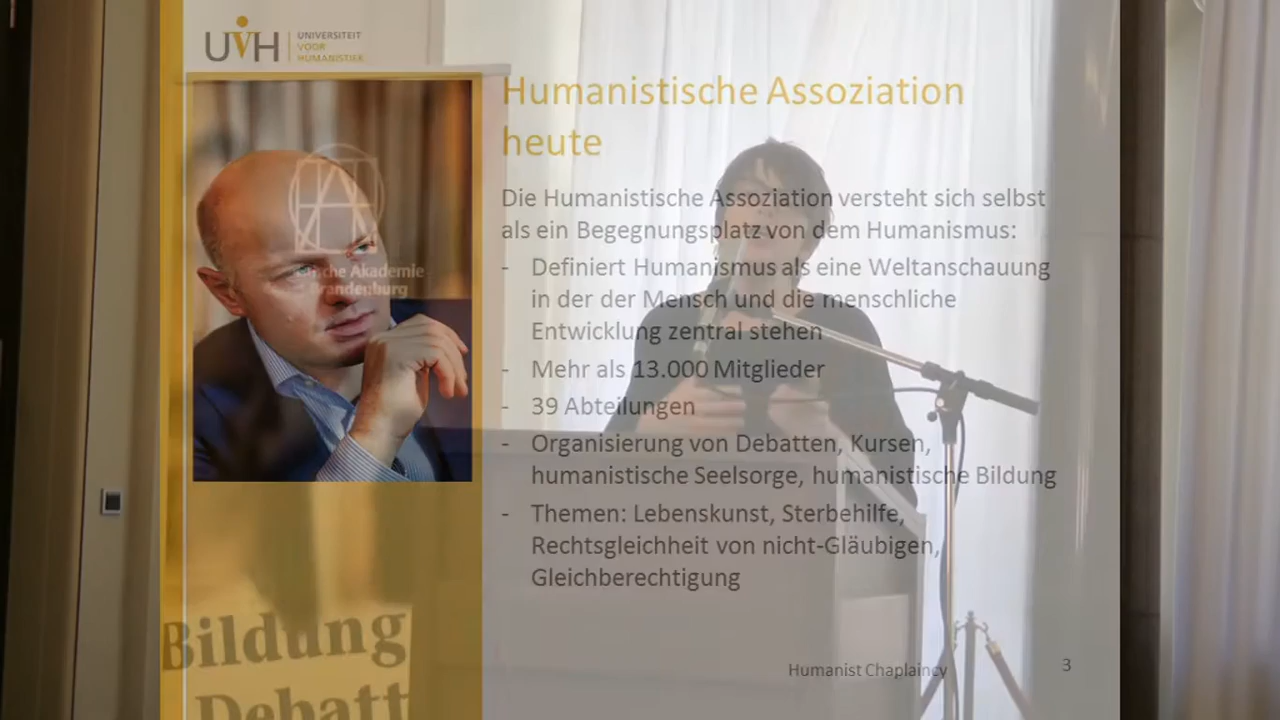 UVH
UNIVERSITEIT
VOOR
HUMANISTIEK
Humanistische Assoziation
heute
Die Humanistische Assoziation versteht sich selbst
als ein Begegnungsplatz von dem Humanismus:
- Definiert Humanismus als eine Weltanschauung
in der der Mensch und die menschliche
Entwicklung zentral stehen
- Mehr als 13.000 Mitglieder
- 39 Abteilungen
- Organisierung von Debatten, Kursen,
humanistische Seelsorge, humanistische Bildung
- Themen: Lebenskunst, Sterbehilfe,
Rechtsgleichheit von nicht-Gläubigen,
Gleichberechtigung
Akademie
Brandenburg
Bildung
Debatt
Humanist Chaplaincy
3